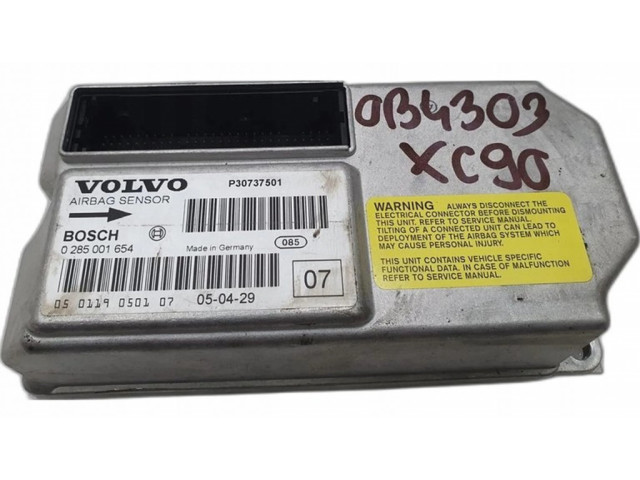 OB4303
XC90
VOLVO
P30737501
AIRBAG SENSOR
BOSCH
0 285 001 654
Made in Germany
085
05 0119 0501 07
05-04-29
07
WARNING ALWAYS DISCONNECT THE
ELECTRICAL CONNECTOR BEFORE DISMOUNTING
THIS UNIT. REFER TO SERVICE MANUAL.
TILTING OF A CONNECTED UNIT CAN LEAD TO
DEPLOYMENT OF THE AIRBAG SYSTEM WHICH
MAY CAUSE PERSONAL INJURY.
THIS UNIT CONTAINS VEHICLE SPECIFIC
FUNCTIONAL DATA. IN CASE OF MALFUNCTION
REFER TO SERVICE MANUAL.